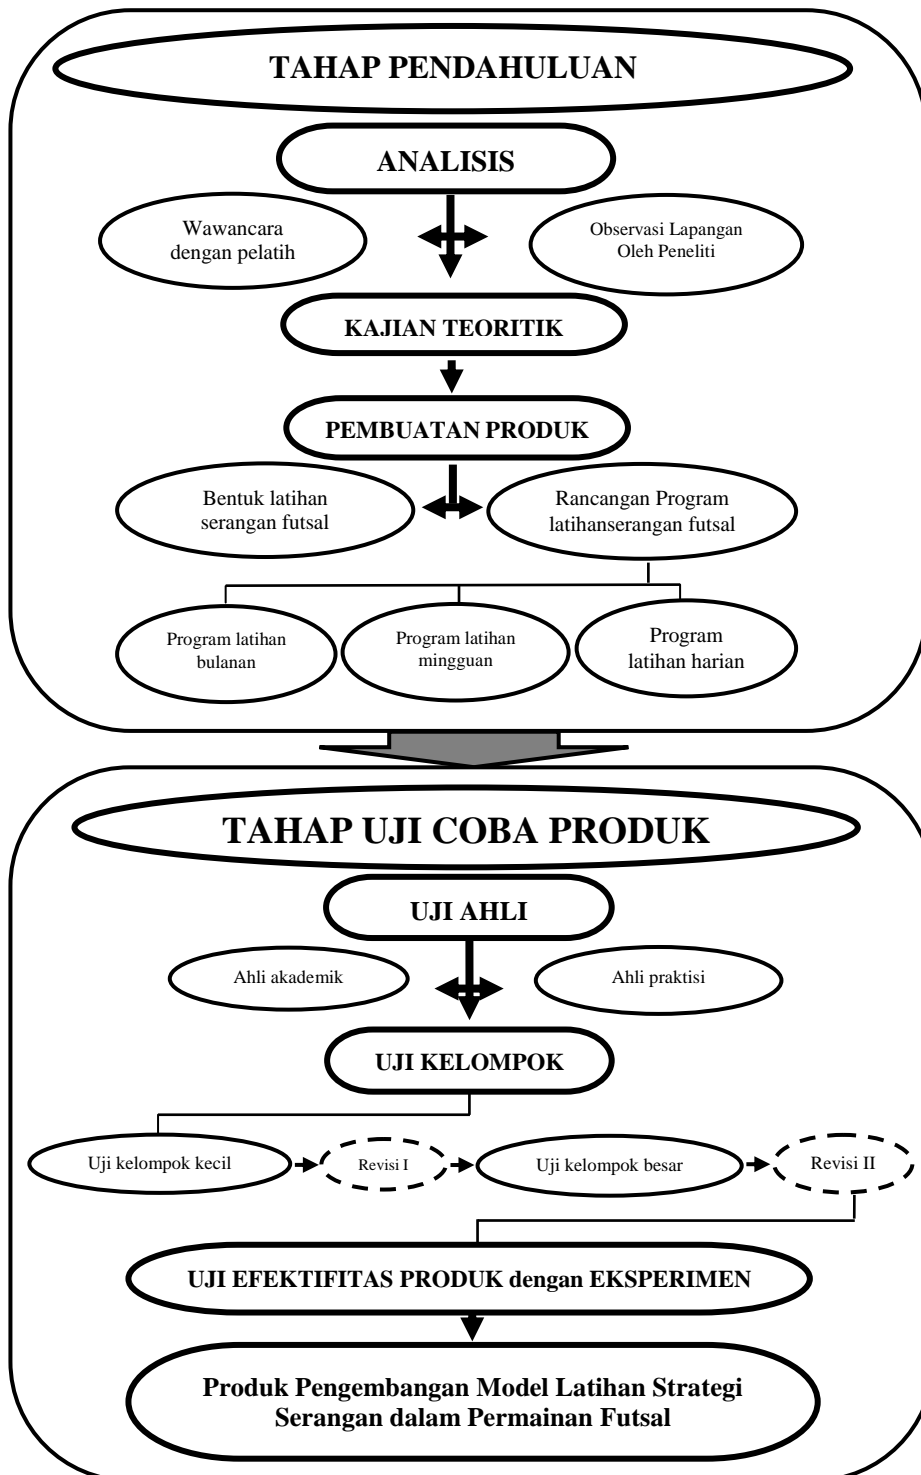 TAHAP PENDAHULUAN
ANALISIS
Wawancara
dengan pelatih
Observasi Lapangan
Oleh Peneliti
KAJIAN TEORITIK
PEMBUATAN PRODUK
Bentuk latihan
serangan futsal
Rancangan Program
latihanserangan futsal
Program latihan
bulanan
Program latihan
mingguan
Program
latihan harian
TAHAP UJI COBA PRODUK
UJI AHLI
Ahli akademik
Ahli praktisi
UJI KELOMPOK
Uji kelompok kecil
Revisi I
Uji kelompok besar
Revisi II
UJI EFEKTIFITAS PRODUK dengan EKSPERIMEN
Produk Pengembangan Model Latihan Strategi
Serangan dalam Permainan Futsal